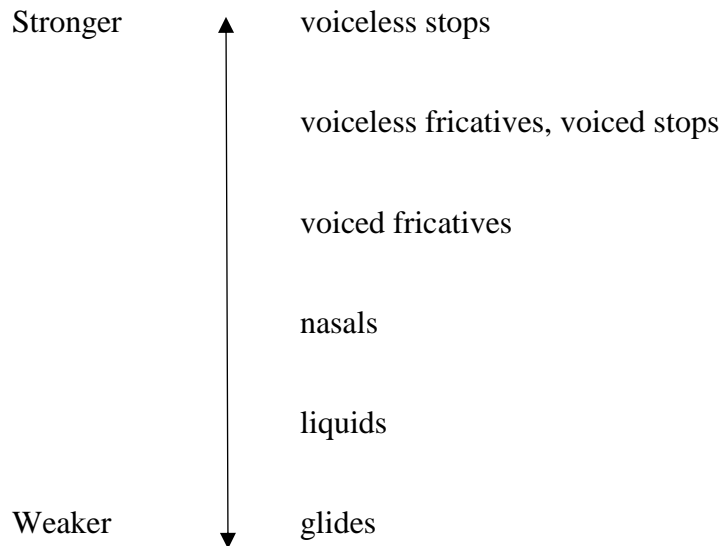 Stronger voiceless stops
voiceless fricatives, voiced stops
voiced fricatives
nasals
liquids
Weaker glides